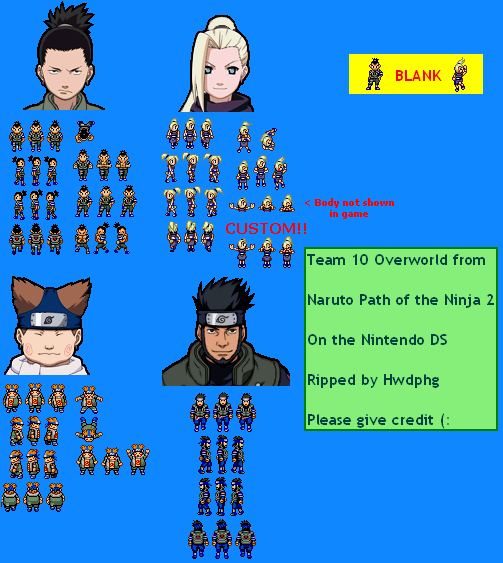 BLANK
< Body not shown
in game
CUSTOM!!
Team 10 Overworld from
Naruto Path of the Ninja 2
On the Nintendo DS
Ripped by Hwdphg
Please give credit (: